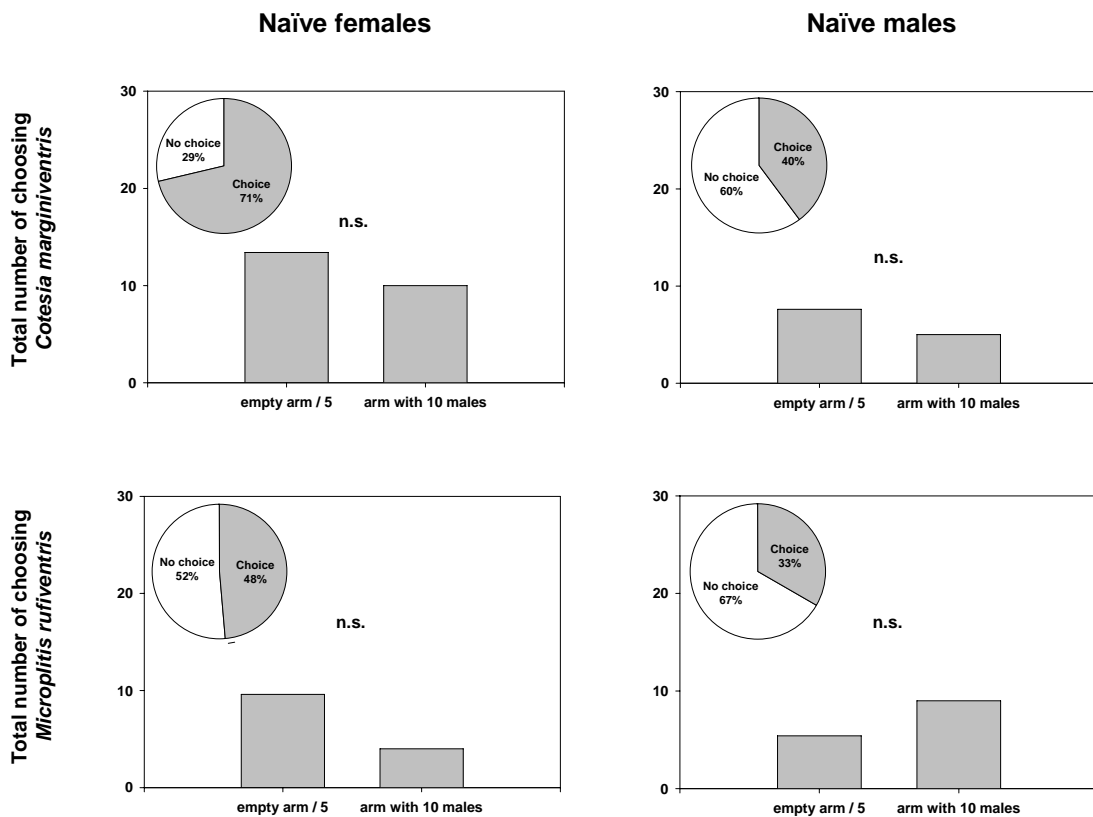 Naïve females
Naïve males
Total number of choosing
Cotesia marginiventris
30
20
10
0
No choice
29%
Choice
71%
n.s.
empty arm / 5
arm with 10 males
30
20
10
0
Choice
40%
No choice
60%
n.s.
empty arm / 5
arm with 10 males
Total number of choosing
Microplitis rufiventris
30
20
10
0
No choice
52%
Choice
48%
n.s.
empty arm / 5
arm with 10 males
30
20
10
0
Choice
33%
No choice
67%
n.s.
empty arm / 5
arm with 10 males